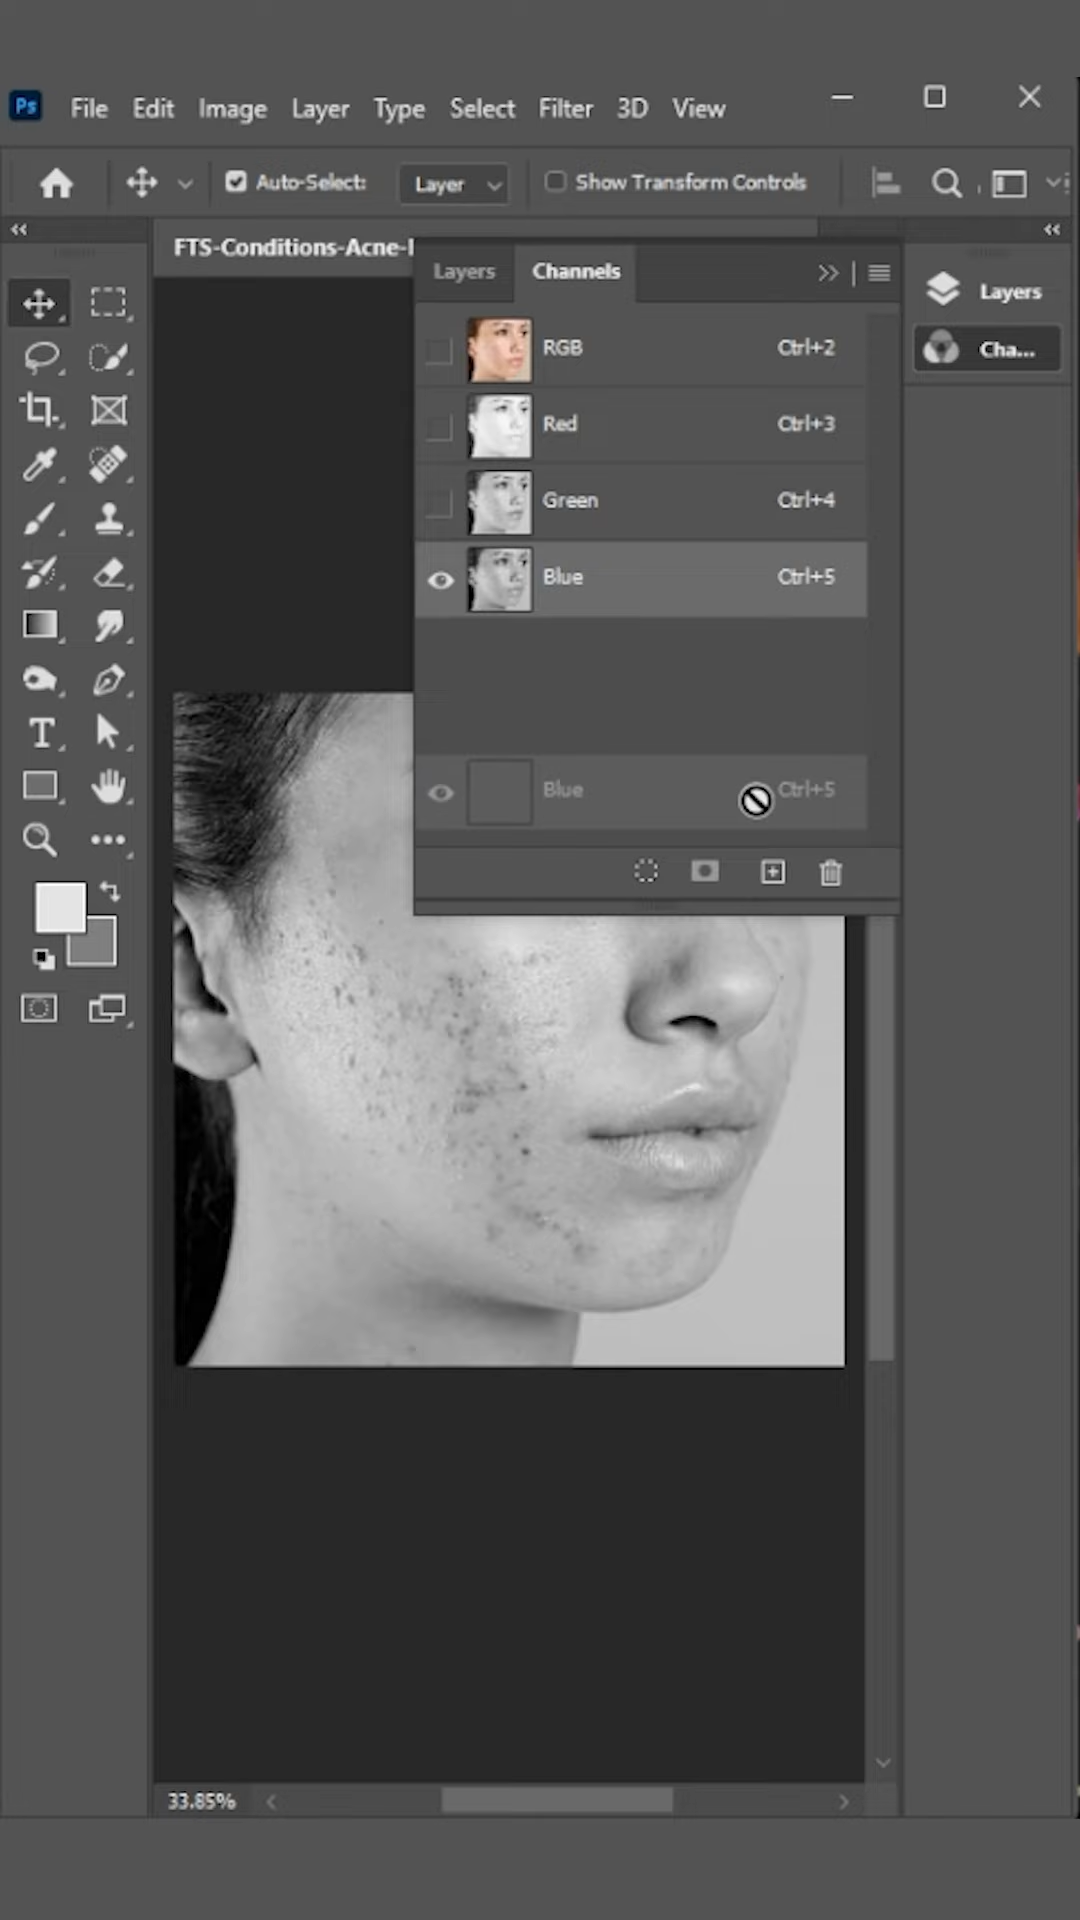 Ps File Edit Image Layer Type Select Filter 3D View
Auto-Select: Layer Show Transform Controls
FTS-Conditions-Acne-
Layers Channels
Layers
Cha...
RGB Ctrl+2
Red Ctrl+3
Green Ctrl+4
Blue Ctrl+5
Blue Ctrl+5
T
33.85%